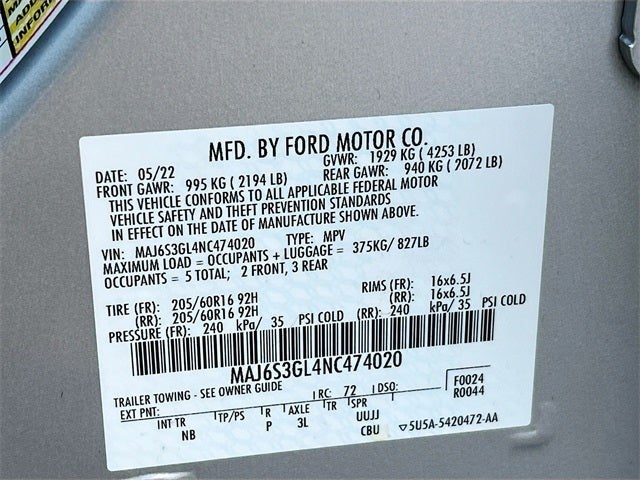 INFORM
MFD. BY FORD MOTOR CO.
DATE: 05/22 GVWR: 1929 KG ( 4253 LB)
FRONT GAWR: 995 KG ( 2194 LB) REAR GAWR: 940 KG ( 2072 LB)
THIS VEHICLE CONFORMS TO ALL APPLICABLE FEDERAL MOTOR
VEHICLE SAFETY AND THEFT PREVENTION STANDARDS
IN EFFECT ON THE DATE OF MANUFACTURE SHOWN ABOVE.
VIN: MAJ6S3GL4NC474020 TYPE: MPV
MAXIMUM LOAD = OCCUPANTS + LUGGAGE = 375KG/ 827LB
OCCUPANTS = 5 TOTAL; 2 FRONT, 3 REAR
TIRE (FR): 205/60R16 92H RIMS (FR): 16x6.5J
(RR): 205/60R16 92H (RR): 16x6.5J
PRESSURE (FR): 240 kPa/ 35 PSI COLD (RR): 240 kPa/ 35 PSI COLD
MAJ6S3GL4NC474020
TRAILER TOWING - SEE OWNER GUIDE RC: 72 DSO: F0024
EXT PNT: R0044
INT TR TP/PS R AXLE TR SPR
NB P 3L UUJJ
CBU 5U5A-5420472-AA